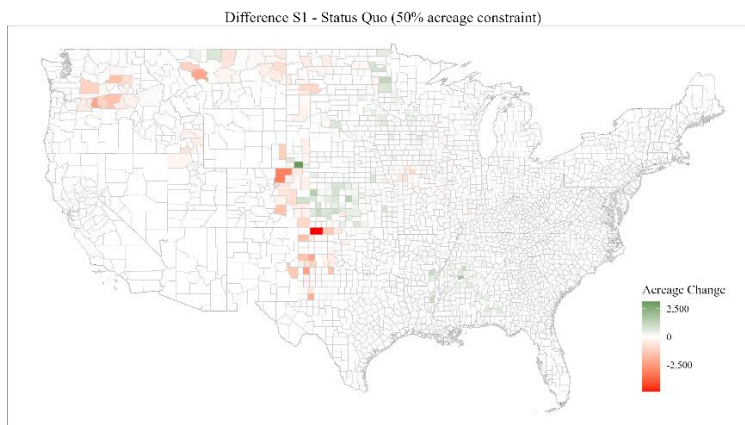 Difference S1 - Status Quo (50% acreage constraint)
Acreage Change
2.500
0
-2.500